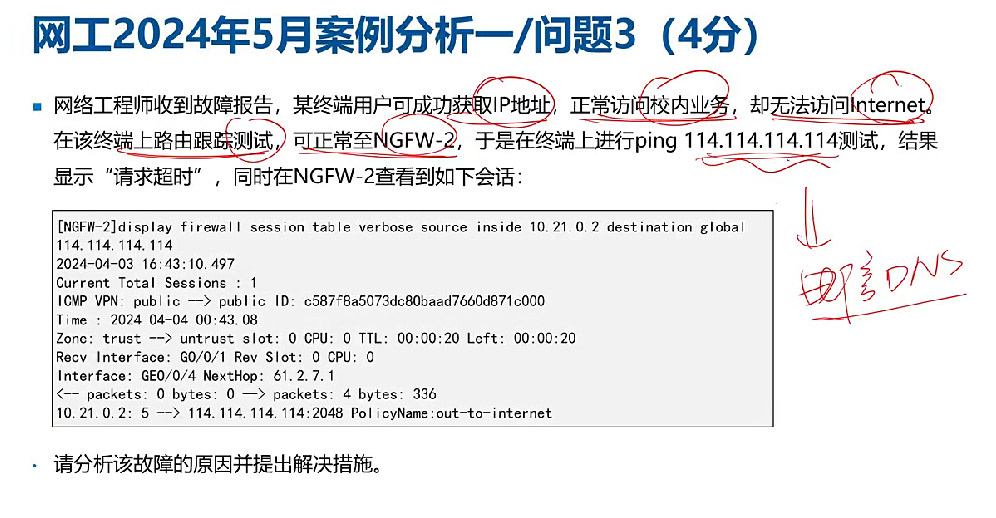 网工2024年5月案例分析一/问题3（4分）
网络工程师收到故障报告，某终端用户可成功获取IP地址，正常访问校内业务，却无法访问Internet。
在该终端上路由跟踪测试，可正常至NGFW-2，于是在终端上进行ping 114.114.114.114测试，结果
显示“请求超时”，同时在NGFW-2查看到如下会话：
[NGFW-2]display firewall session table verbose source inside 10.21.0.2 destination global
114.114.114.114
2024-04-03 16:43:10.497
Current Total Sessions : 1
ICMP VPN: public --> public ID: c587f8a5073dc80baad7660d871c000
Time : 2024 04-04 00:43.08
Zone: trust --> untrust slot: 0 CPU: 0 TTL: 00:00:20 Left: 00:00:20
Recv Interface: G0/0/1 Rev Slot: 0 CPU: 0
Interface: GE0/0/4 NextHop: 61.2.7.1
<-- packets: 0 bytes: 0 --> packets: 4 bytes: 336
10.21.0.2: 5 --> 114.114.114.114:2048 PolicyName:out-to-internet
电信DNS
请分析该故障的原因并提出解决措施。